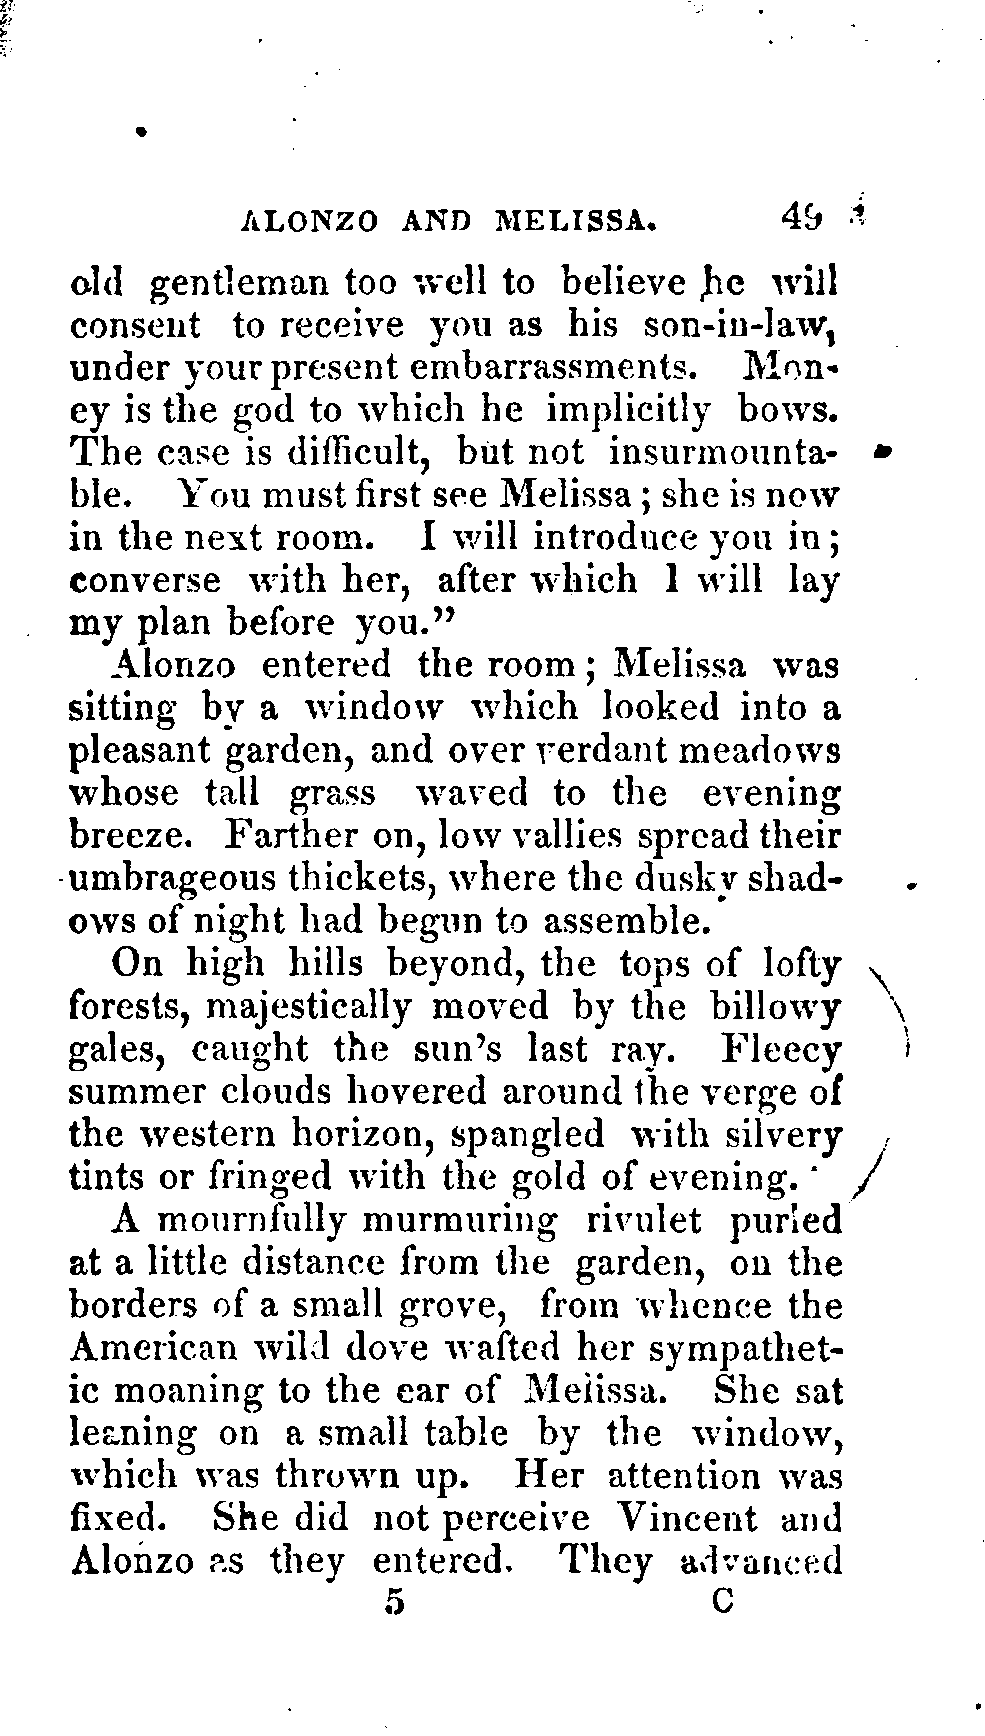 ALONZO AND MELISSA. 49
old gentleman too well to believe he will
consent to receive you as his son-in-law,
under your present embarrassments. Mon-
ey is the god to which he implicitly bows.
The case is difficult, but not insurmounta-
ble. You must first see Melissa; she is now
in the next room. I will introduce you in;
converse with her, after which I will lay
my plan before you."
Alonzo entered the room; Melissa was
sitting by a window which looked into a
pleasant garden, and over verdant meadows
whose tall grass waved to the evening
breeze. Farther on, low vallies spread their
umbrageous thickets, where the dusky shad-
ows of night had begun to assemble.
On high hills beyond, the tops of lofty
forests, majestically moved by the billowy
gales, caught the sun's last ray. Fleecy
summer clouds hovered around the verge of
the western horizon, spangled with silvery
tints or fringed with the gold of evening.
A mournfully murmuring rivulet purled
at a little distance from the garden, on the
borders of a small grove, from whence the
American wild dove wafted her sympathet-
ic moaning to the ear of Melissa. She sat
leaning on a small table by the window,
which was thrown up. Her attention was
fixed. She did not perceive Vincent and
Alonzo as they entered. They advanced
5 C